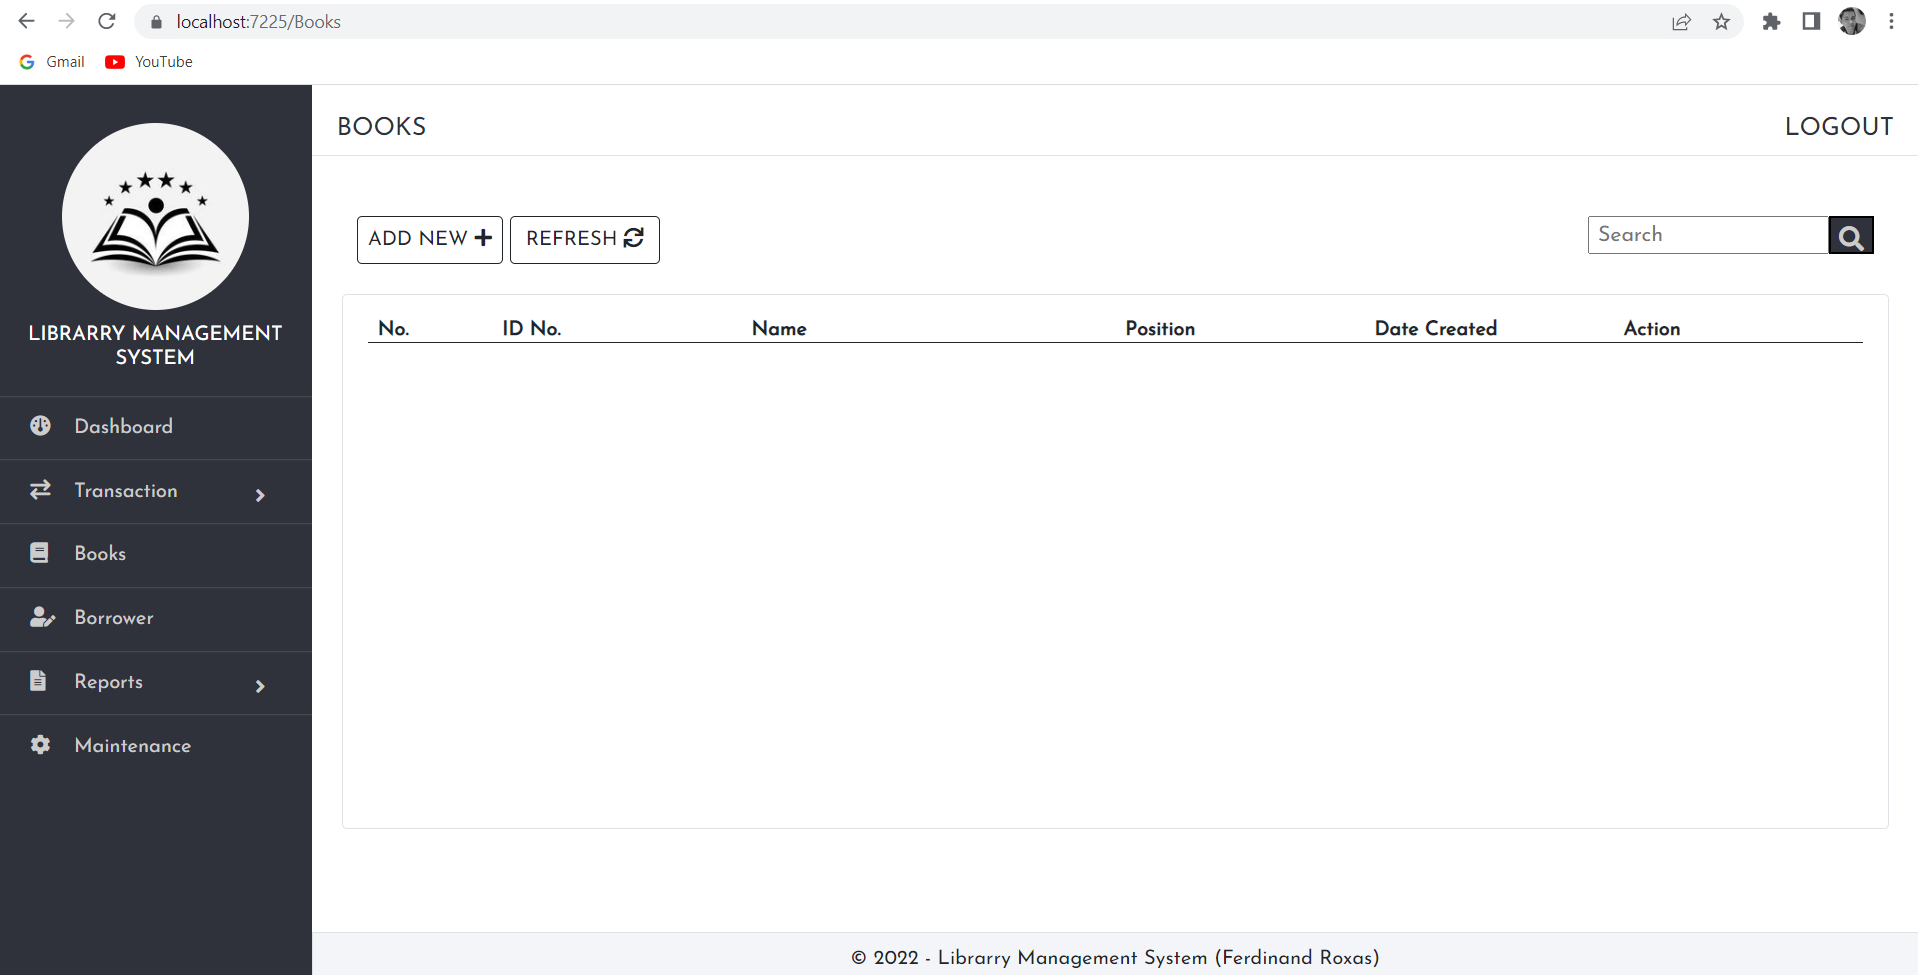 localhost:7225/Books
Gmail YouTube
LIBRARRY MANAGEMENT
SYSTEM
Dashboard
Transaction
Books
Borrower
Reports
Maintenance
BOOKS LOGOUT
ADD NEW REFRESH Search
No. ID No. Name Position Date Created Action
© 2022 - Librarry Management System (Ferdinand Roxas)